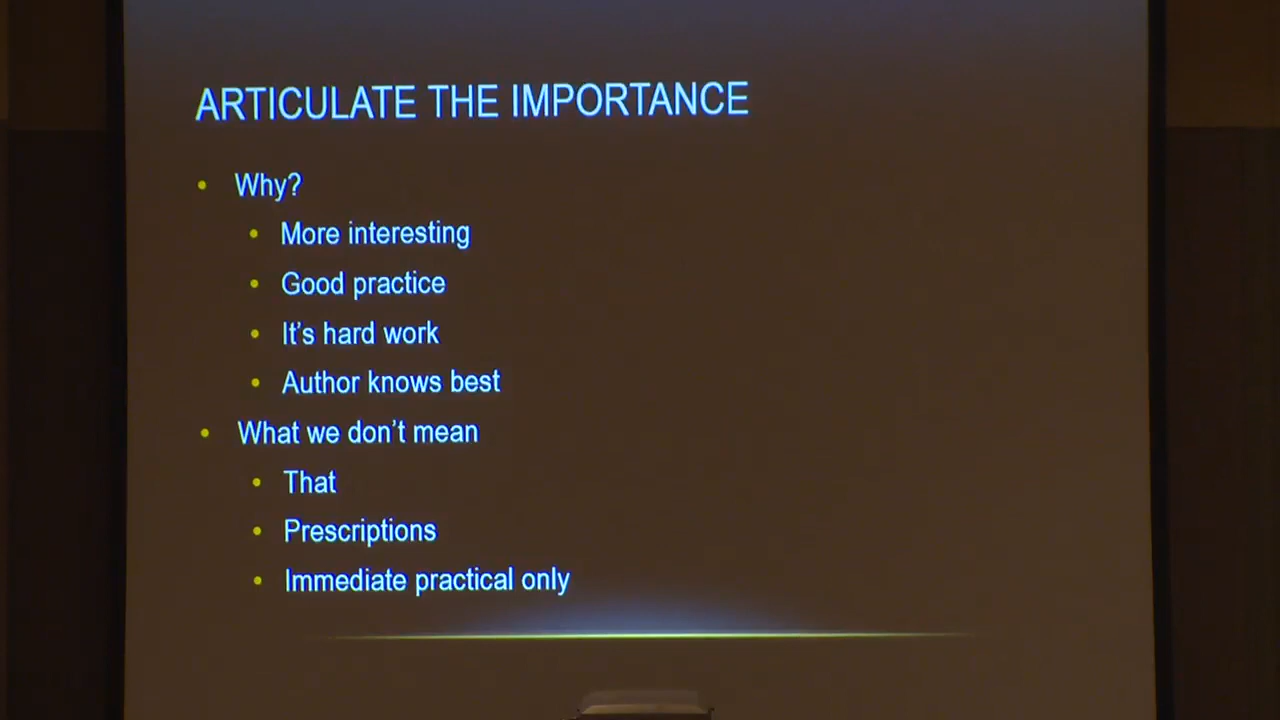 ARTICULATE THE IMPORTANCE
• Why?
• More interesting
• Good practice
• It's hard work
• Author knows best
• What we don't mean
• That
• Prescriptions
• Immediate practical only